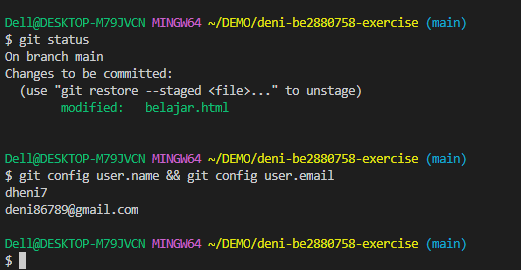 Dell@DESKTOP-M79JVCN MINGW64 ~/DEMO/deni-be2880758-exercise (main)
$ git status
On branch main
Changes to be committed:
  (use "git restore --staged <file>..." to unstage)
        modified:   belajar.html

Dell@DESKTOP-M79JVCN MINGW64 ~/DEMO/deni-be2880758-exercise (main)
$ git config user.name && git config user.email
dheni7
deni86789@gmail.com

Dell@DESKTOP-M79JVCN MINGW64 ~/DEMO/deni-be2880758-exercise (main)
$